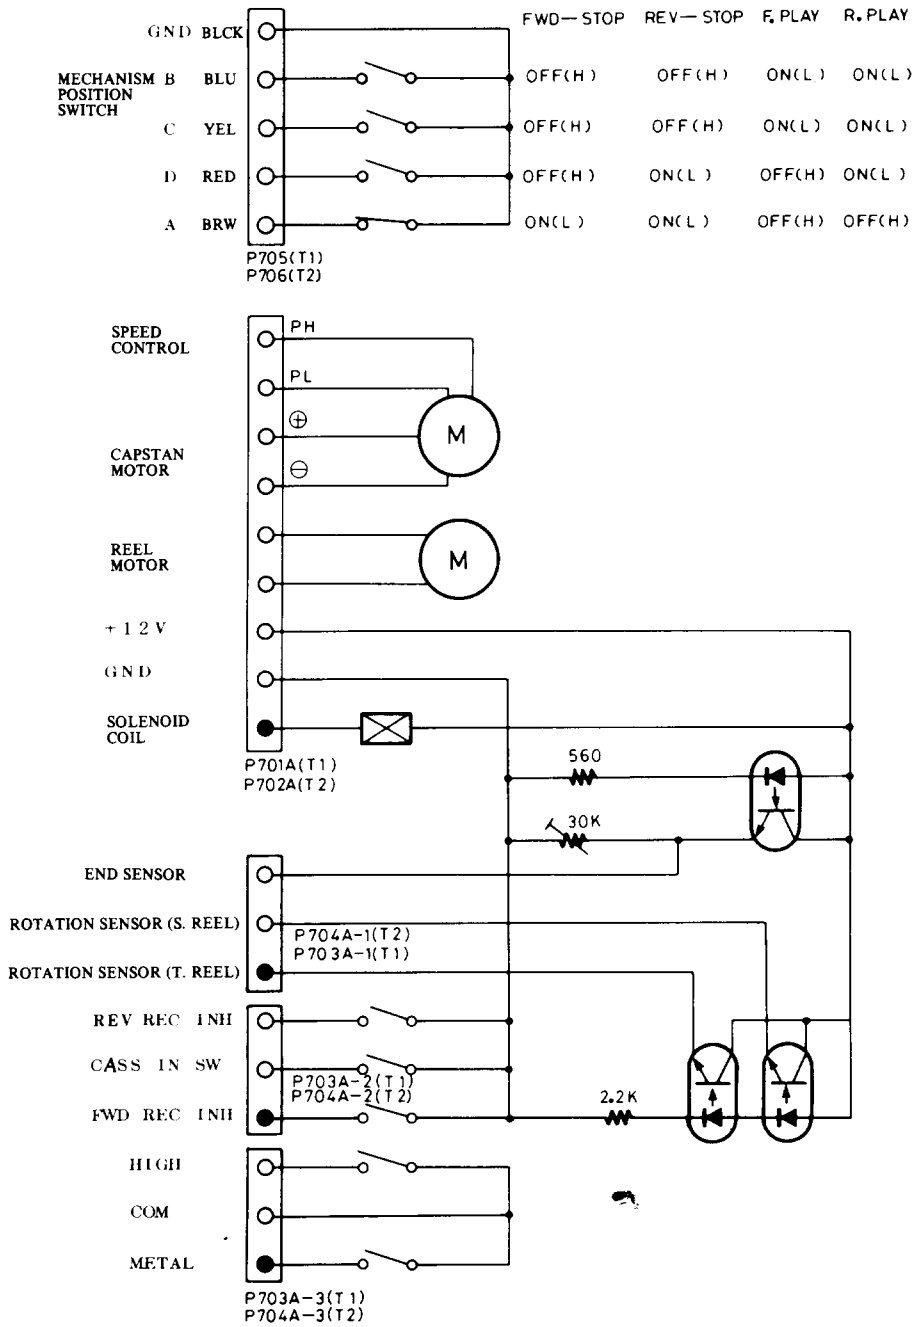 FWD—STOP REV—STOP F.PLAY R.PLAY
GND BLCK
MECHANISM POSITION SWITCH
B BLU OFF(H) OFF(H) ON(L) ON(L)
C YEL OFF(H) OFF(H) ON(L) ON(L)
D RED OFF(H) ON(L) OFF(H) ON(L)
A BRW ON(L) ON(L) OFF(H) OFF(H)
P705(T1)
P706(T2)
SPEED
CONTROL
PH
PL
⊕
CAPSTAN
MOTOR
⊖
M
REEL
MOTOR
M
+12V
GND
SOLENOID
COIL
P701A(T1)
P702A(T2)
560
30K
END SENSOR
ROTATION SENSOR (S. REEL)
P704A-1(T2)
P703A-1(T1)
ROTATION SENSOR (T. REEL)
REV REC INH
CASS IN SW
P703A-2(T1)
P704A-2(T2)
FWD REC INH
2.2K
HIGH
COM
METAL
P703A-3(T1)
P704A-3(T2)